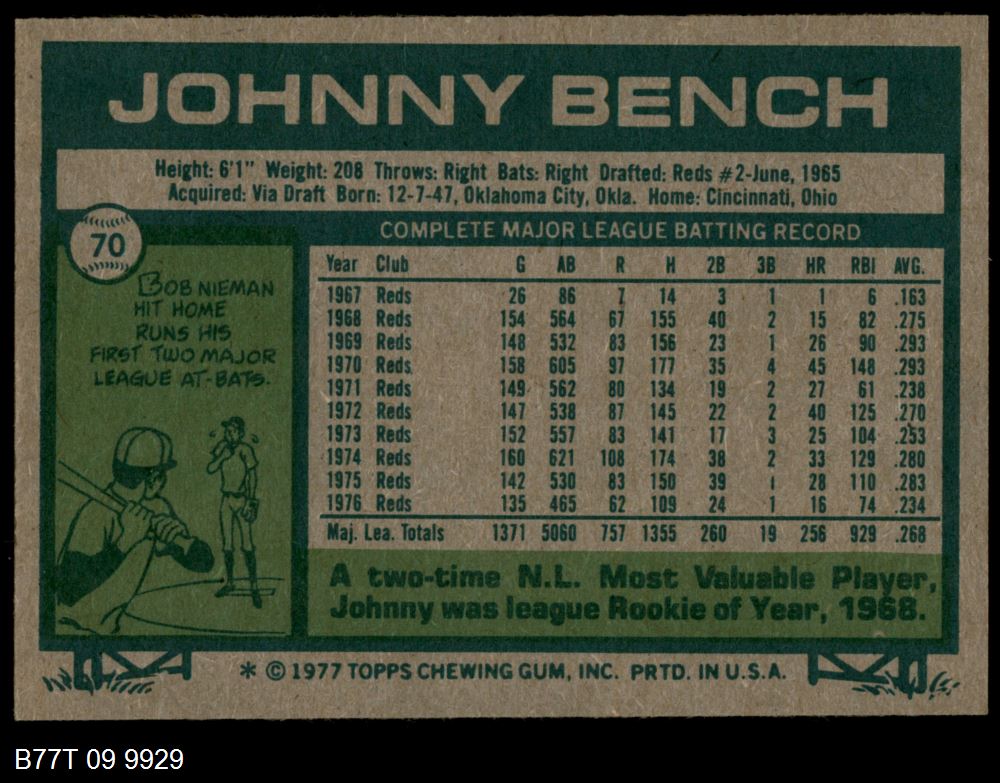 JOHNNY BENCH
Height: 6'1" Weight: 208 Throws: Right Bats: Right Drafted: Reds #2-June, 1965
Acquired: Via Draft Born: 12-7-47, Oklahoma City, Okla. Home: Cincinnati, Ohio
70
BOB NIEMAN
HIT HOME
RUNS HIS
FIRST TWO MAJOR
LEAGUE AT-BATS.
COMPLETE MAJOR LEAGUE BATTING RECORD
Year Club G AB R H 2B 3B HR RBI AVG.
1967 Reds 26 86 7 14 3 1 1 6 .163
1968 Reds 154 564 67 155 40 2 15 82 .275
1969 Reds 148 532 83 156 23 1 26 90 .293
1970 Reds 158 605 97 177 35 4 45 148 .293
1971 Reds 149 562 80 134 19 2 27 61 .238
1972 Reds 147 538 87 145 22 2 40 125 .270
1973 Reds 152 557 83 141 17 3 25 104 .253
1974 Reds 160 621 108 174 38 2 33 129 .280
1975 Reds 142 530 83 150 39 1 28 110 .283
1976 Reds 135 465 62 109 24 1 16 74 .234
Maj. Lea. Totals 1371 5060 757 1355 260 19 256 929 .268
A two-time N.L. Most Valuable Player,
Johnny was league Rookie of Year, 1968.
* © 1977 TOPPS CHEWING GUM, INC. PRTD. IN U.S.A.
B77T 09 9929